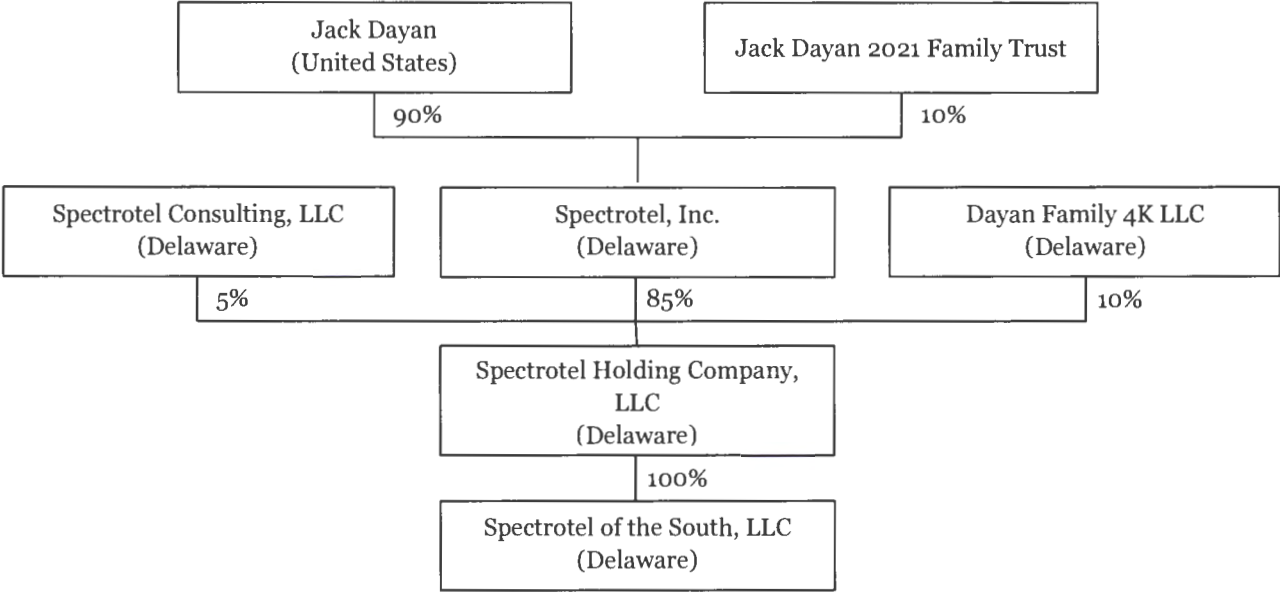 Jack Dayan
(United States)
Jack Dayan 2021 Family Trust
90%
10%
Spectrotel Consulting, LLC
(Delaware)
Spectrotel, Inc.
(Delaware)
Dayan Family 4K LLC
(Delaware)
5%
85%
10%
Spectrotel Holding Company,
LLC
(Delaware)
100%
Spectrotel of the South, LLC
(Delaware)